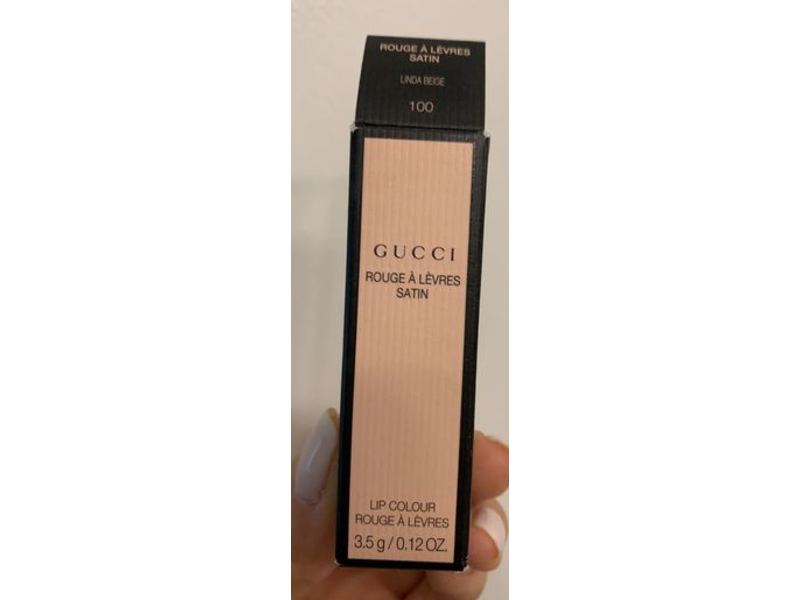 ROUGE À LÈVRES
SATIN
LINDA BEIGE
100
GUCCI
ROUGE À LÈVRES
SATIN
LIP COLOUR
ROUGE À LÈVRES
3.5 g / 0.12 OZ.